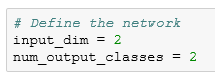 # Define the network
input_dim = 2
num_output_classes = 2